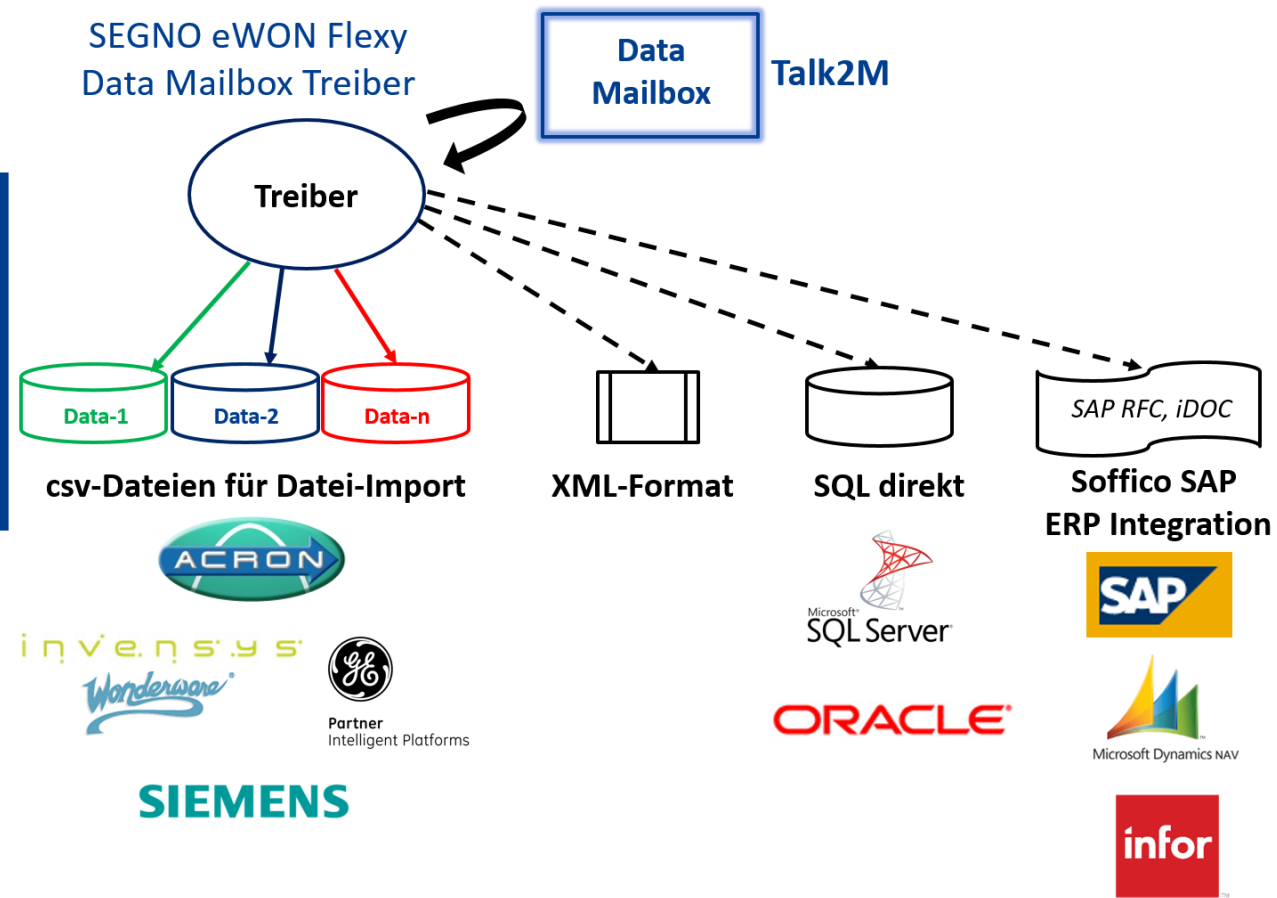 SEGNO eWON Flexy
Data Mailbox Treiber
Data
Mailbox
Talk2M
Treiber
Data-1
Data-2
Data-n
SAP RFC, iDOC
csv-Dateien für Datei-Import
XML-Format
SQL direkt
Soffico SAP
ERP Integration
ACRON
invensys
Wonderware®
GE
Partner
Intelligent Platforms
SIEMENS
Microsoft®
SQL Server®
ORACLE®
SAP
Microsoft Dynamics NAV
infor
TM